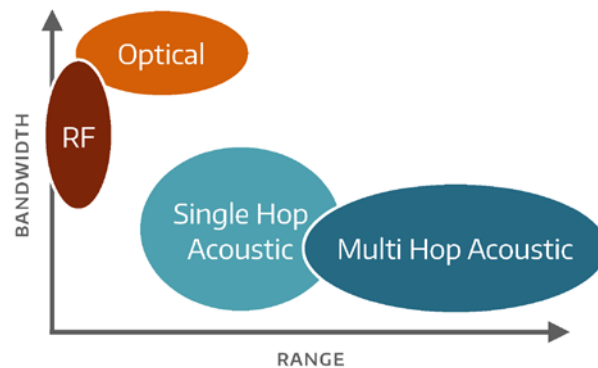 Optical
RF
BANDWIDTH
Single Hop
Acoustic
Multi Hop Acoustic
RANGE